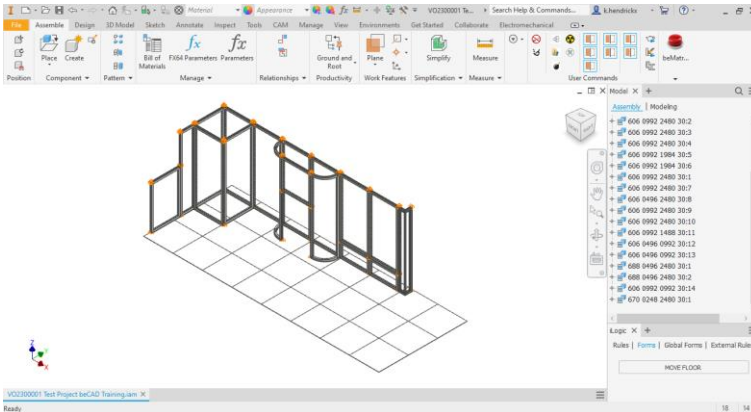 Material
Appearance
VO2300001 Te...
Search Help & Commands...
k.hendrickx
File Assemble Design 3D Model Sketch Annotate Inspect Tools CAM Manage View Environments Get Started Collaborate Electromechanical
Place Create Bill of Materials FX64 Parameters Parameters Ground and Root Plane Simplify Measure beMatr...
Position Component Pattern Manage Relationships Productivity Work Features Simplification Measure User Commands
Model
Assembly | Modeling
606 0992 2480 30:2
606 0992 2480 30:3
606 0992 2480 30:4
606 0992 1984 30:5
606 0992 1984 30:6
606 0992 2480 30:1
606 0992 2480 30:7
606 0496 2480 30:8
606 0992 2480 30:9
606 0992 2480 30:10
606 0992 1488 30:11
606 0496 0992 30:12
606 0496 0992 30:13
688 0496 2480 30:1
688 0496 2480 30:2
606 0992 0992 30:14
670 0248 2480 30:1
iLogic
Rules | Forms | Global Forms | External Rule
MOVE FLOOR
VO2300001 Test Project beCAD Training.iam
Ready
18 14